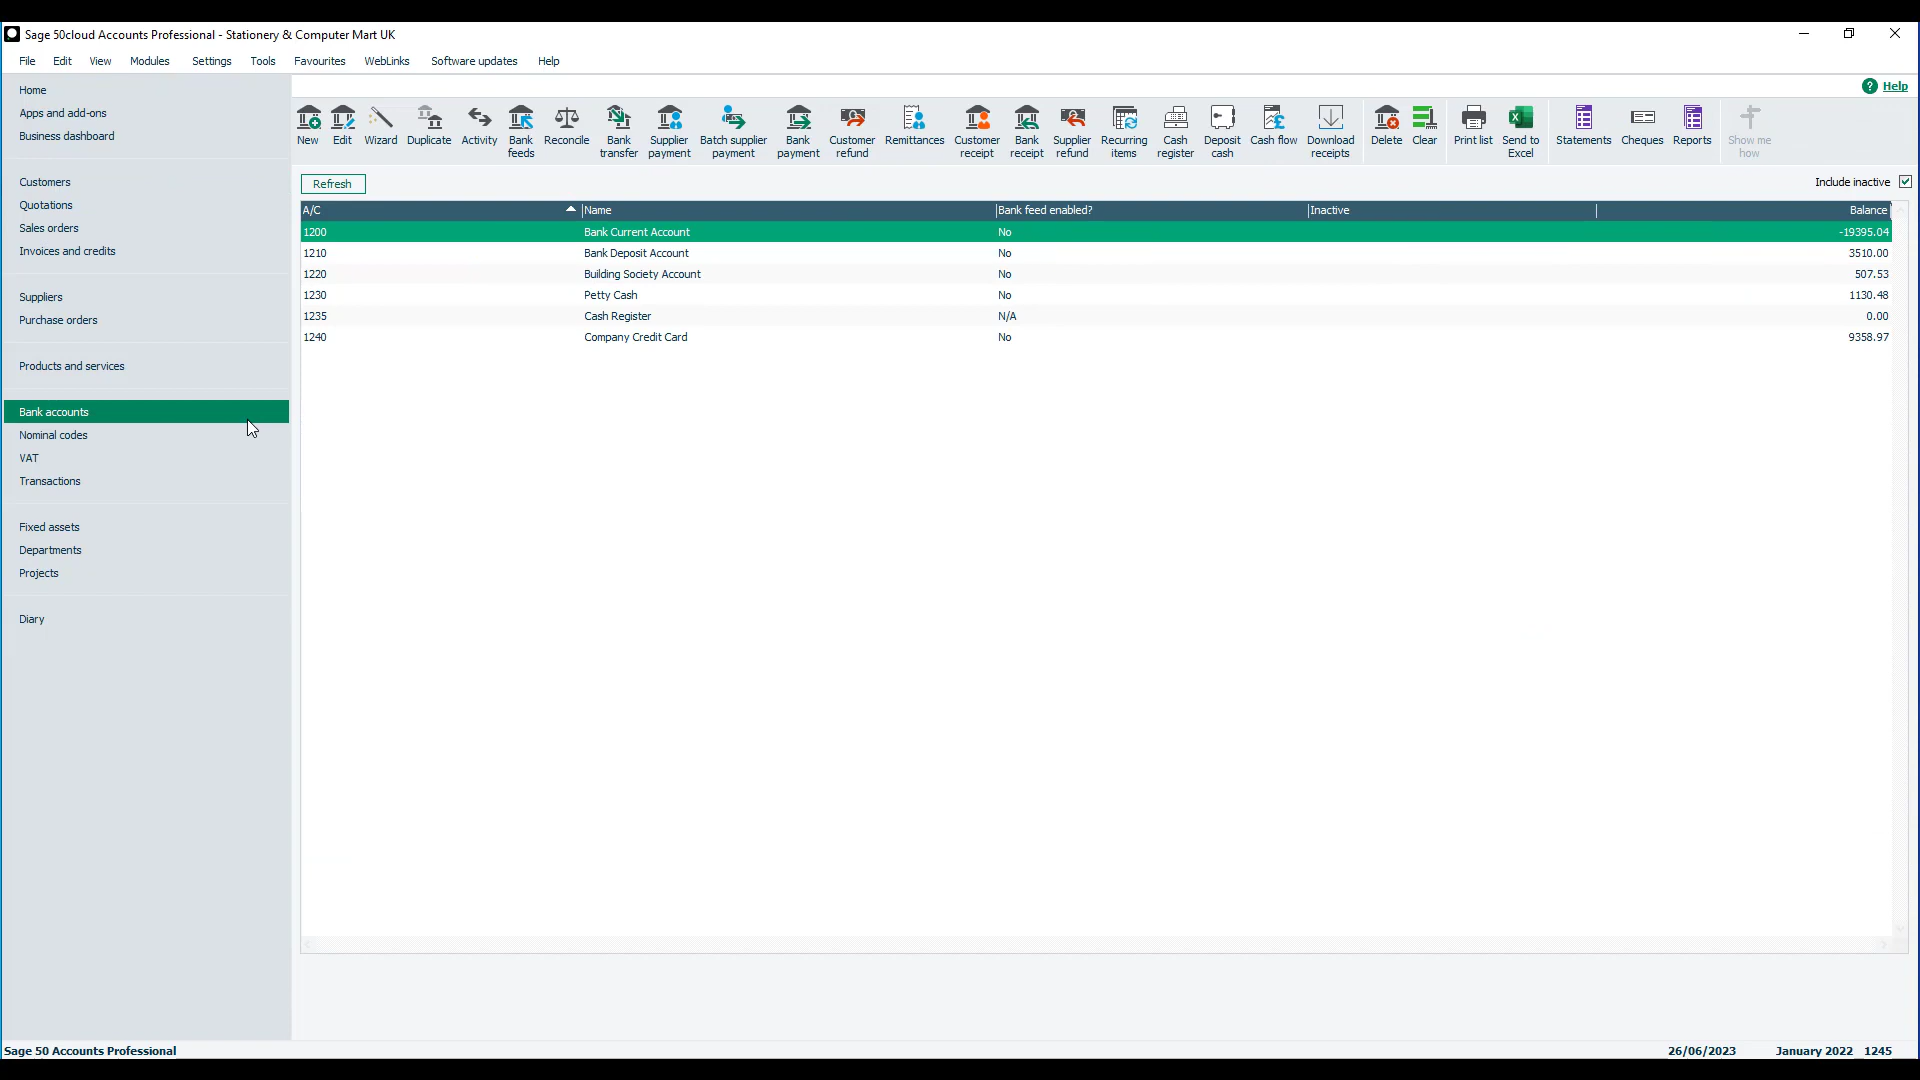 Sage 50cloud Accounts Professional - Stationery & Computer Mart UK
File Edit View Modules Settings Tools Favourites WebLinks Software updates Help
Home
Apps and add-ons
Business dashboard
Customers
Quotations
Sales orders
Invoices and credits
Suppliers
Purchase orders
Products and services
Bank accounts
Nominal codes
VAT
Transactions
Fixed assets
Departments
Projects
Diary
? Help
New Edit Wizard Duplicate Activity Bank feeds Reconcile Bank transfer Supplier payment Batch supplier payment Bank payment Customer refund Remittances Customer receipt Bank receipt Supplier refund Recurring items Cash register Deposit cash Cash flow Download receipts Delete Clear Print list Send to Excel Statements Cheques Reports Show me how
Refresh Include inactive
A/C Name Bank feed enabled? Inactive Balance
1200 Bank Current Account No -19395.04
1210 Bank Deposit Account No 3510.00
1220 Building Society Account No 507.53
1230 Petty Cash No 1130.48
1235 Cash Register N/A 0.00
1240 Company Credit Card No 9358.97
Sage 50 Accounts Professional 26/06/2023 January 2022 1245